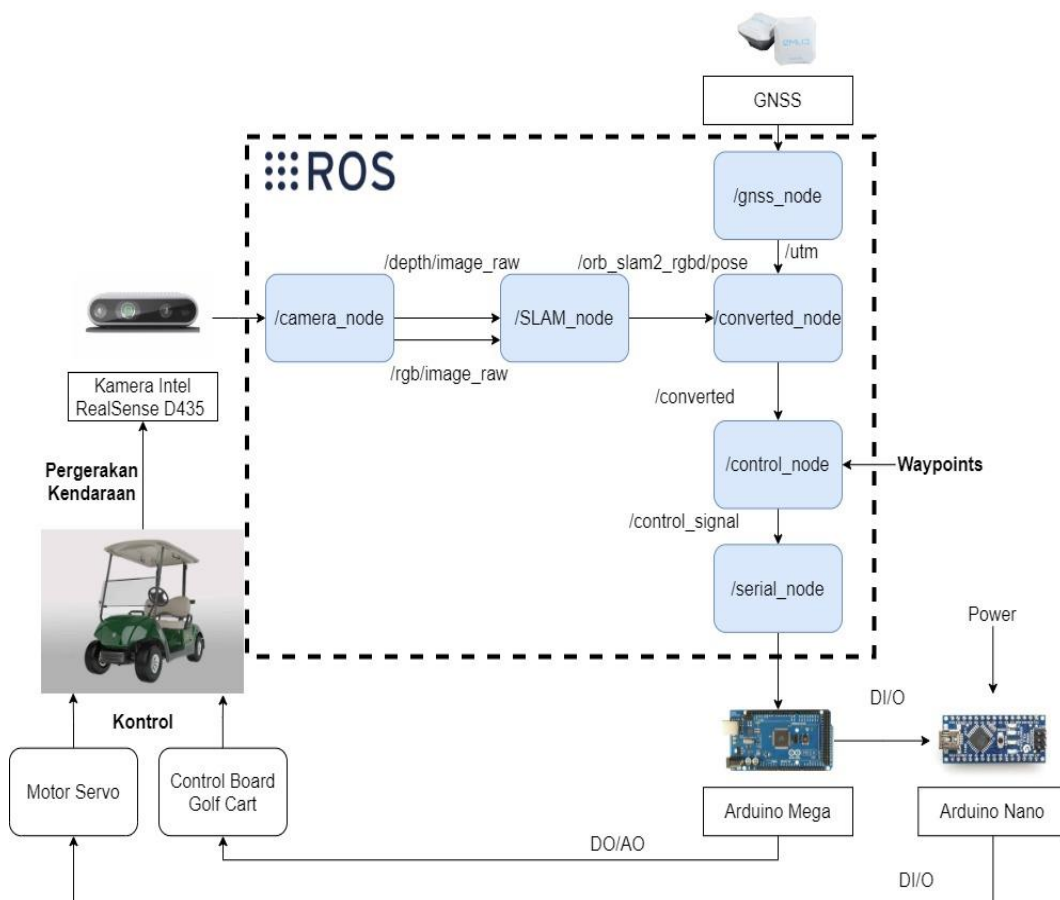 GNSS
ROS
/gnss_node
/utm
/depth/image_raw
/orb_slam2_rgbd/pose
/camera_node
/SLAM_node
/converted_node
/rgb/image_raw
Kamera Intel
RealSense D435
/converted
Pergerakan
Kendaraan
/control_node
Waypoints
/control_signal
/serial_node
Power
Kontrol
DI/O
Motor Servo
Control Board
Golf Cart
Arduino Mega
Arduino Nano
DO/AO
DI/O